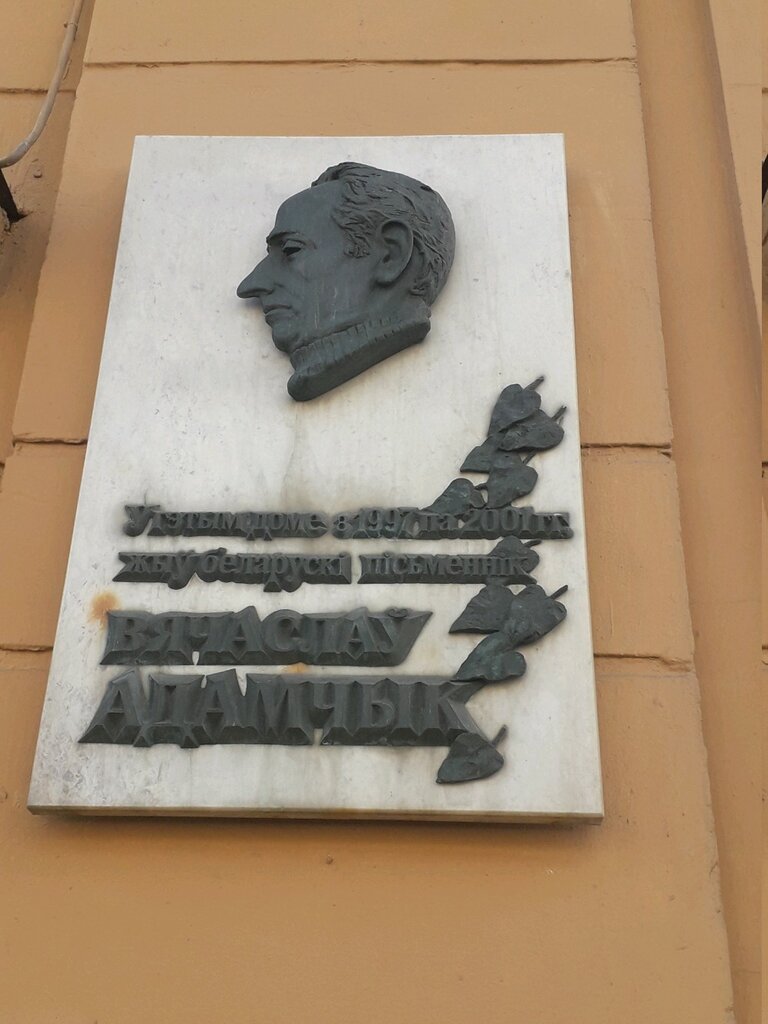 У гэтым доме з 1997 па 2001 гг.
жыў беларускі пісьменнік
ВЯЧАСЛАЎ
АДАМЧЫК